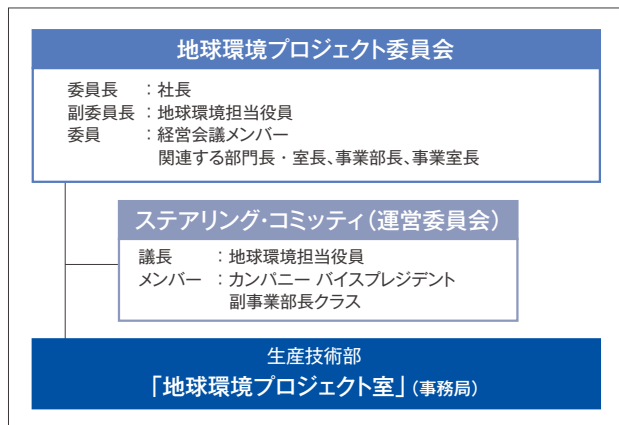 地球環境プロジェクト委員会
委員長　：社長
副委員長：地球環境担当役員
委員　　：経営会議メンバー
関連する部門長・室長、事業部長、事業室長
ステアリング・コミッティ（運営委員会）
議長　　：地球環境担当役員
メンバー：カンパニー バイスプレジデント
副事業部長クラス
生産技術部
「地球環境プロジェクト室」（事務局）